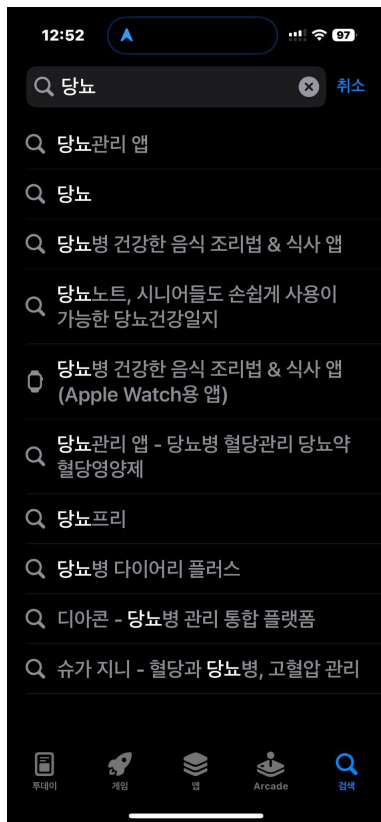 12:52
97
당뇨
취소
당뇨관리 앱
당뇨
당뇨병 건강한 음식 조리법 & 식사 앱
당뇨노트, 시니어들도 손쉽게 사용이
가능한 당뇨건강일지
당뇨병 건강한 음식 조리법 & 식사 앱
(Apple Watch용 앱)
당뇨관리 앱 - 당뇨병 혈당관리 당뇨약
혈당영양제
당뇨프리
당뇨병 다이어리 플러스
디아콘 - 당뇨병 관리 통합 플랫폼
슈가 지니 - 혈당과 당뇨병, 고혈압 관리
투데이
게임
앱
Arcade
검색